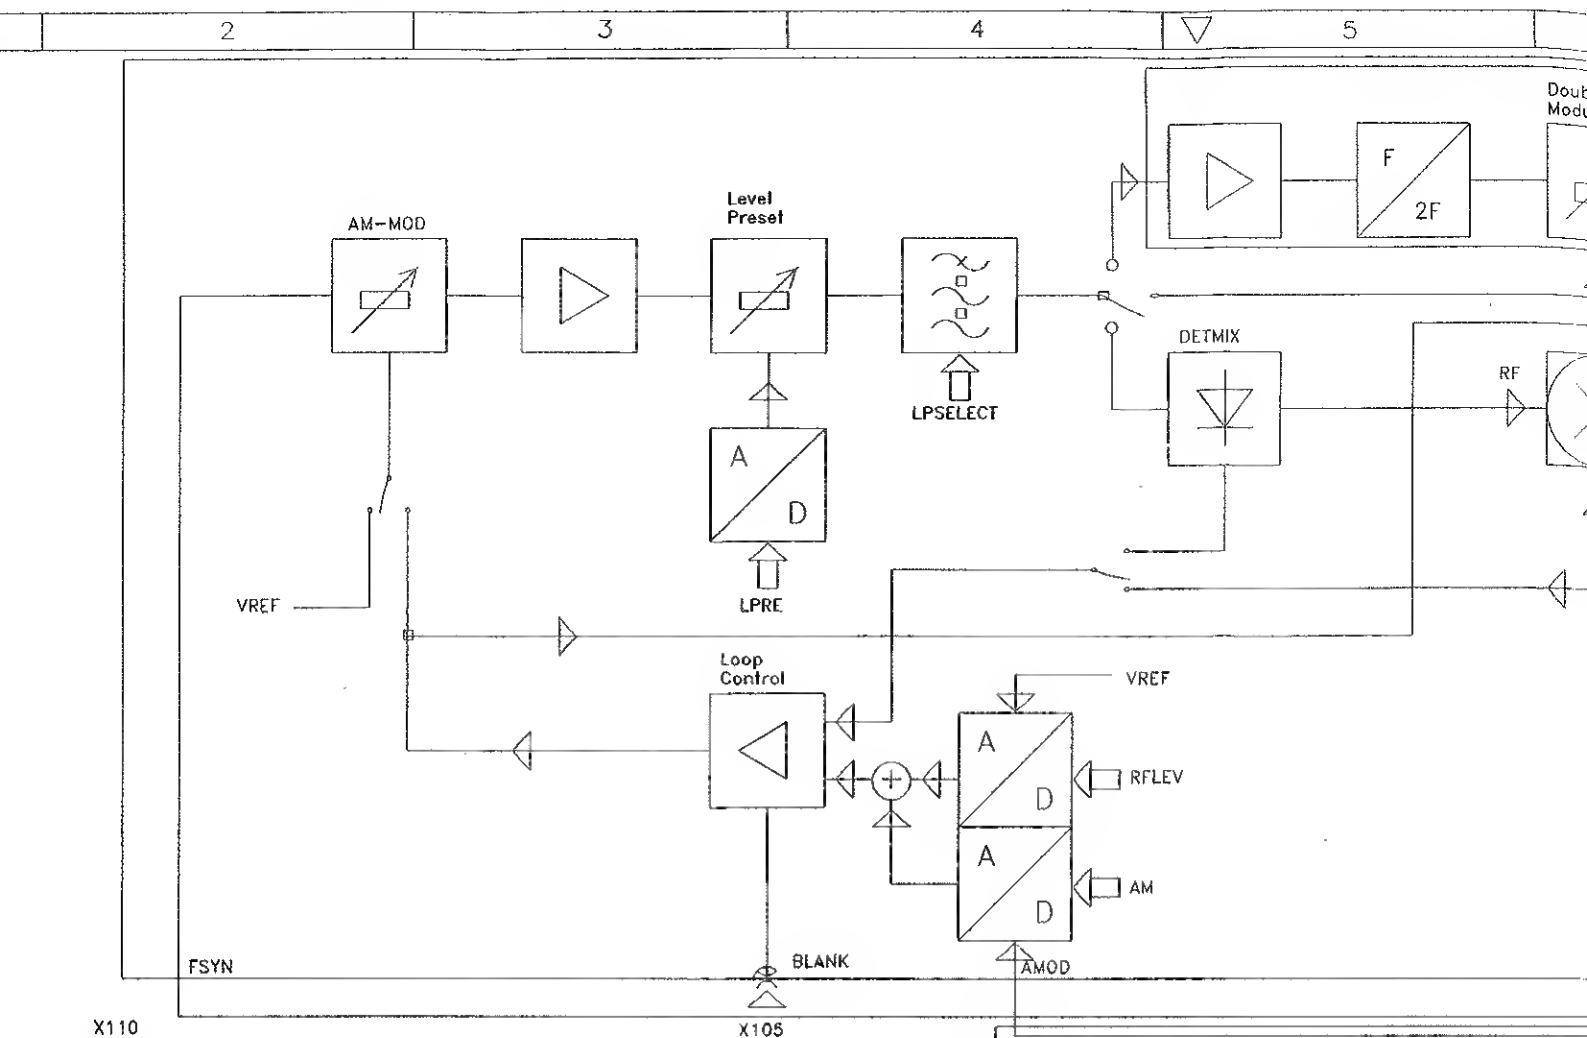 2
3
4
5
Doub
Modu
F
2F
Level
Preset
AM-MOD
DETMIX
RF
LPSELECT
A
D
LPRE
VREF
Loop
Control
VREF
A
D
RFLEV
A
D
AM
FSYN
BLANK
AMOD
X110
X105